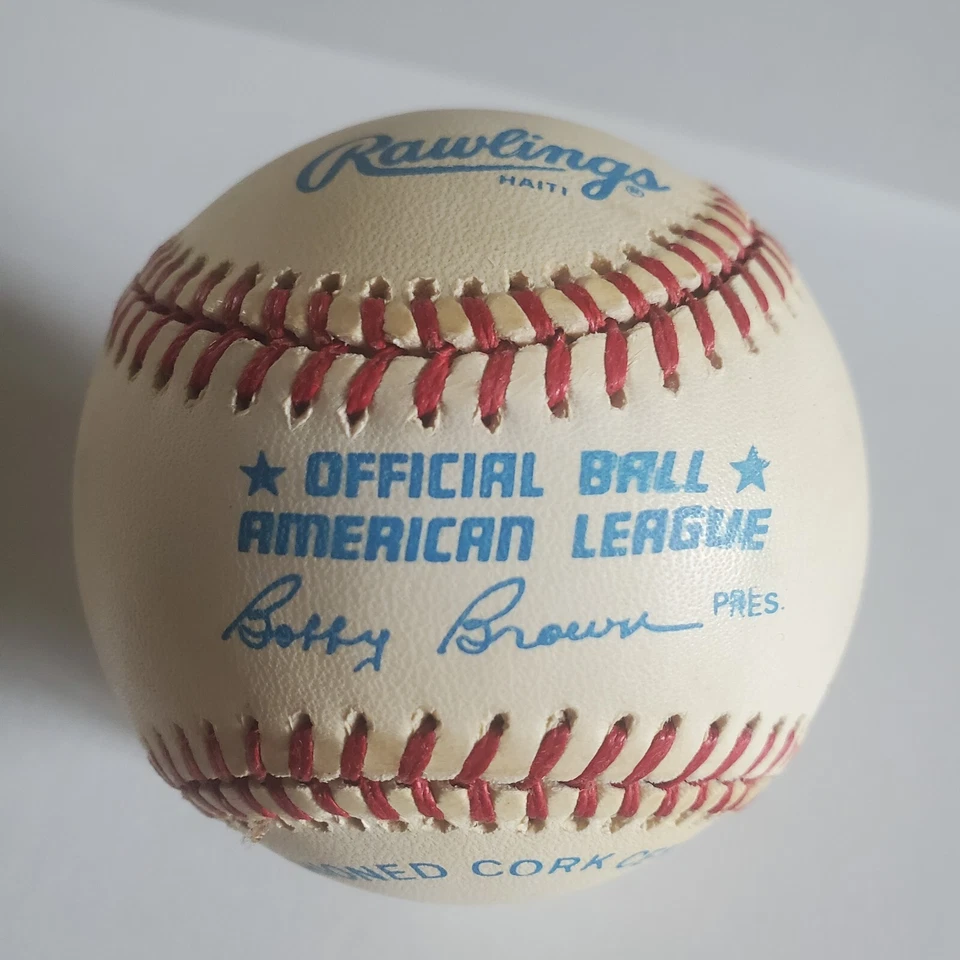 Rawlings®
HAITI
★ OFFICIAL BALL ★
AMERICAN LEAGUE
Bobby Brown PRES.
CORK